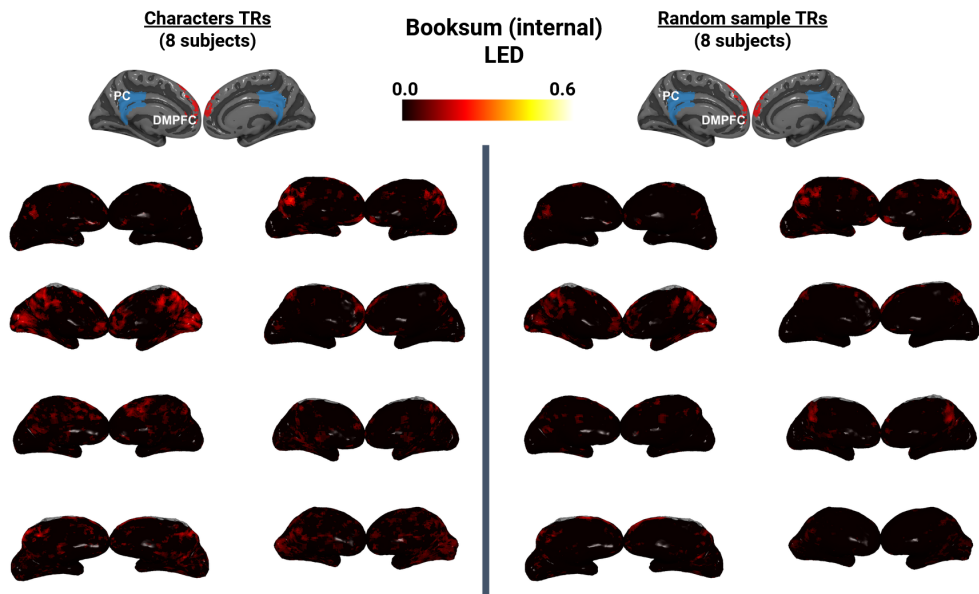 Characters TRs
(8 subjects)
Booksum (internal)
LED
0.0
0.6
Random sample TRs
(8 subjects)
PC
DMPFC
PC
DMPFC